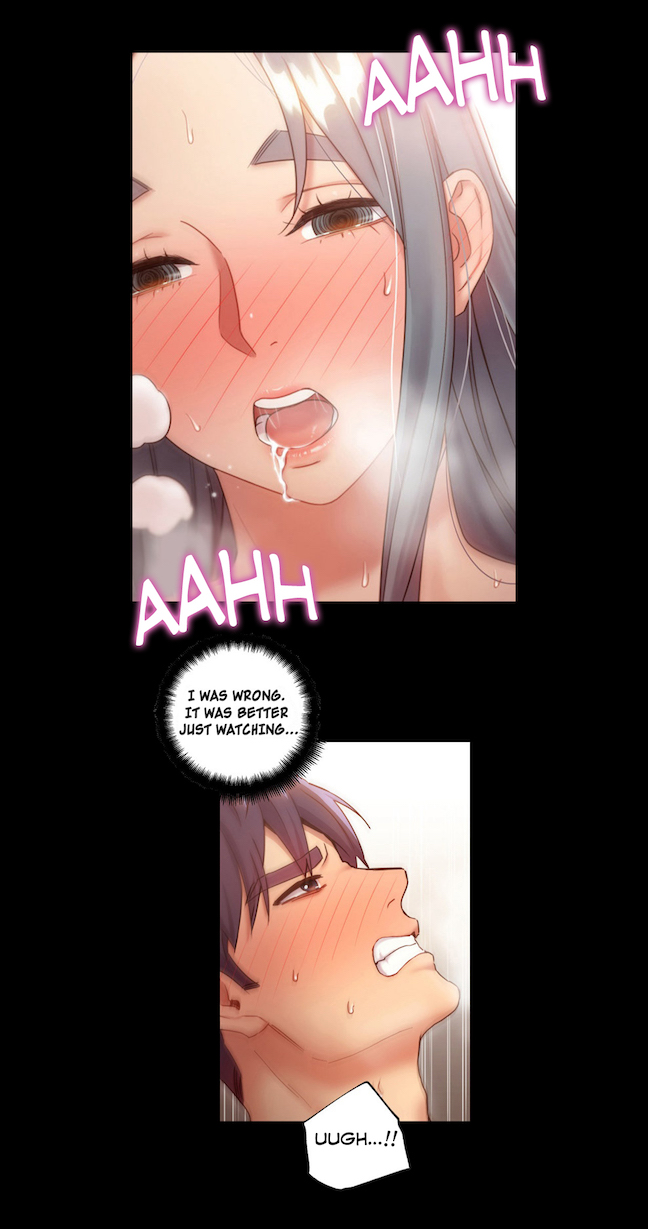 AAHH
AAHH
I WAS WRONG.
IT WAS BETTER
JUST WATCHING...
UUGH...!!